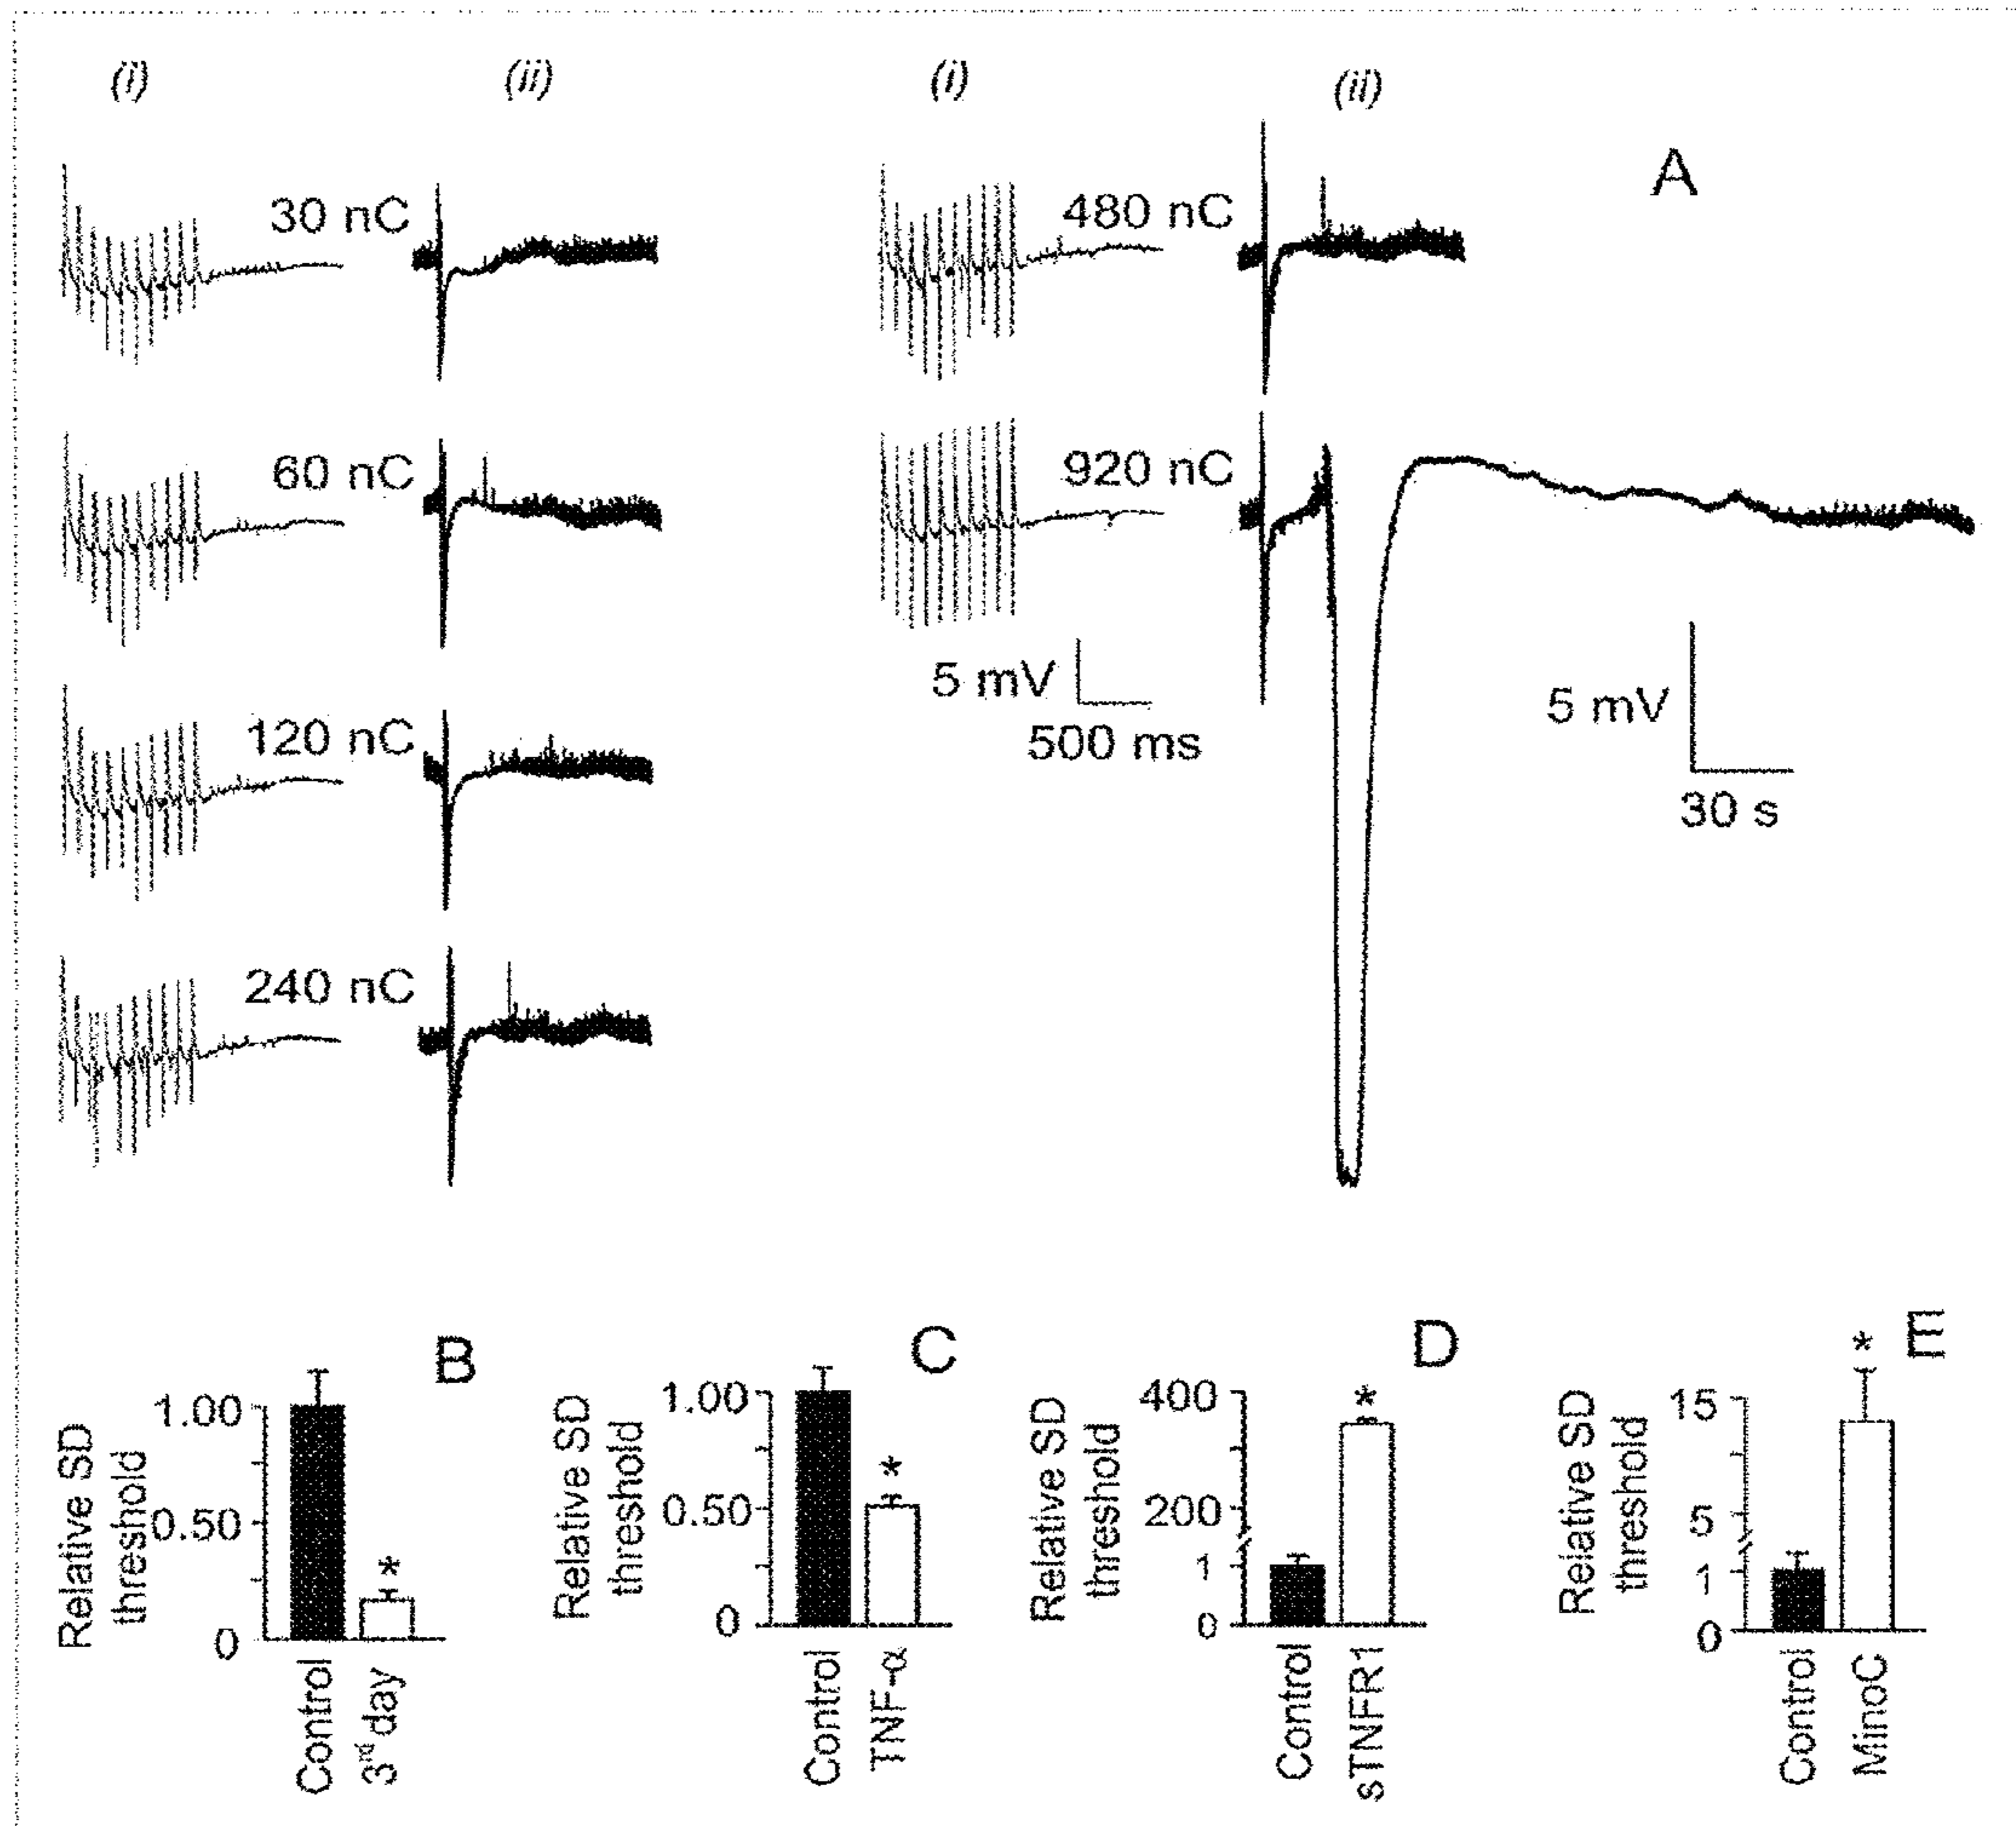 (i) (ii) (i) (ii)
A
30 nC
480 nC
60 nC
920 nC
5 mV
500 ms
5 mV
30 s
120 nC
240 nC
B
Relative SD
threshold
1.00
0.50
0
*
Control
3rd day
C
Relative SD
threshold
1.00
0.50
0
*
Control
TNF-α
D
Relative SD
threshold
400
200
1
0
*
Control
sTNFR1
E
Relative SD
threshold
15
5
1
0
*
Control
MinoC